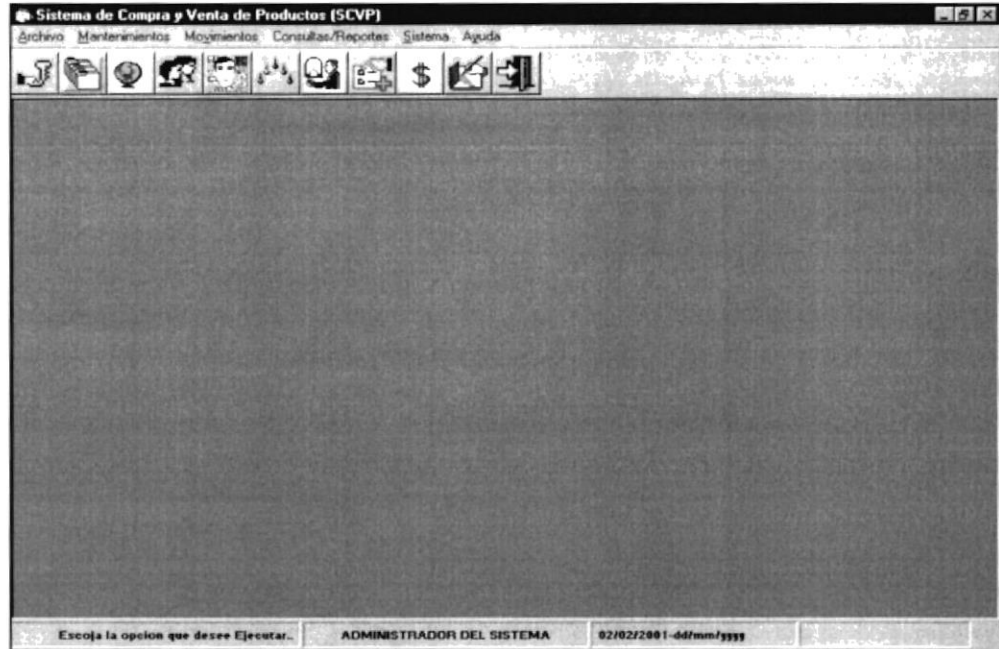 Sistema de Compra y Venta de Productos (SCVP)
Archivo Mantenimientos Movimientos Consultas/Reportes Sistema Ayuda
$
Escoja la opcion que desee Ejecutar..
ADMINISTRADOR DEL SISTEMA
02/02/2001-dd/mm/yyyy